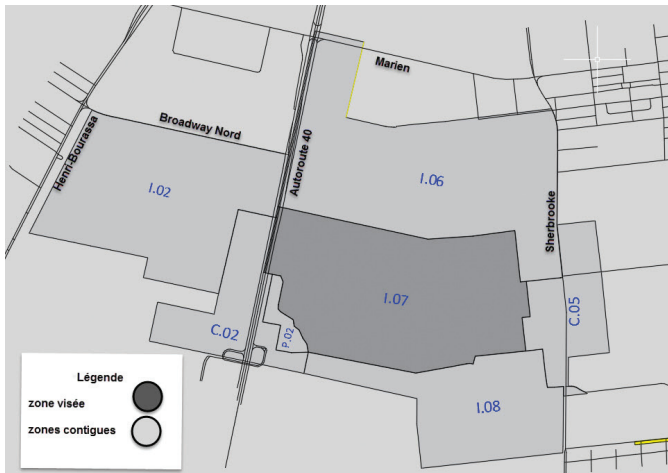 Marien
Broadway Nord
Henri-Bourassa
Autoroute 40
I.02
I.06
Sherbrooke
I.07
C.05
C.02
P.02
I.08
Légende
zone visée
zones contigues